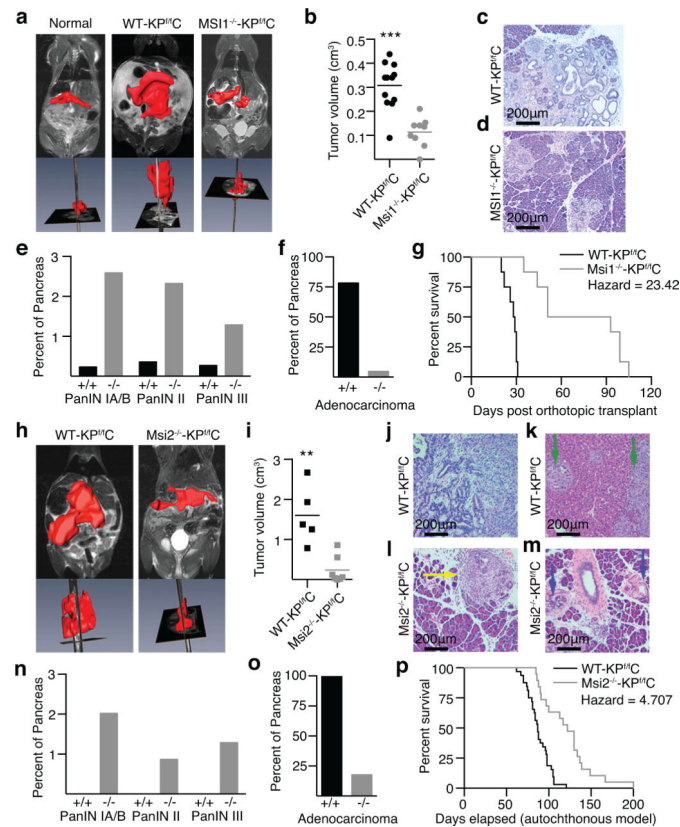 a
Normal
WT-KPf/fC
MSI1-/--KPf/fC
b
Tumor volume (cm3)
0.5
0.4
0.3
0.2
0.1
***
WT-KPf/fC
Msi1-/--KPf/fC
c
WT-KPf/fC
200μm
d
MSI1-/--KPf/fC
200μm
e
Percent of Pancreas
3
2
1
+/+ -/- +/+ -/- +/+ -/-
PanIN IA/B PanIN II PanIN III
f
Percent of Pancreas
100
75
50
25
0
+/+ -/-
Adenocarcinoma
g
WT-KPf/fC
Msi1-/--KPf/fC
Hazard = 23.42
Percent survival
100
75
50
25
0
0 30 60 90 120
Days post orthotopic transplant
h
WT-KPf/fC
Msi2-/--KPf/fC
i
Tumor volume (cm3)
4
3
2
1
0
**
WT-KPf/fC
Msi2-/--KPf/fC
j
WT-KPf/fC
200μm
k
WT-KPf/fC
200μm
l
Msi2-/--KPf/fC
200μm
m
Msi2-/--KPf/fC
200μm
n
Percent of Pancreas
3
2
1
+/+ -/- +/+ -/- +/+ -/-
PanIN IA/B PanIN II PanIN III
o
Percent of Pancreas
100
75
50
25
0
+/+ -/-
Adenocarcinoma
p
WT-KPf/fC
Msi2-/--KPf/fC
Hazard = 4.707
Percent survival
100
75
50
25
0
0 50 100 150 200
Days elapsed (autochthonous model)